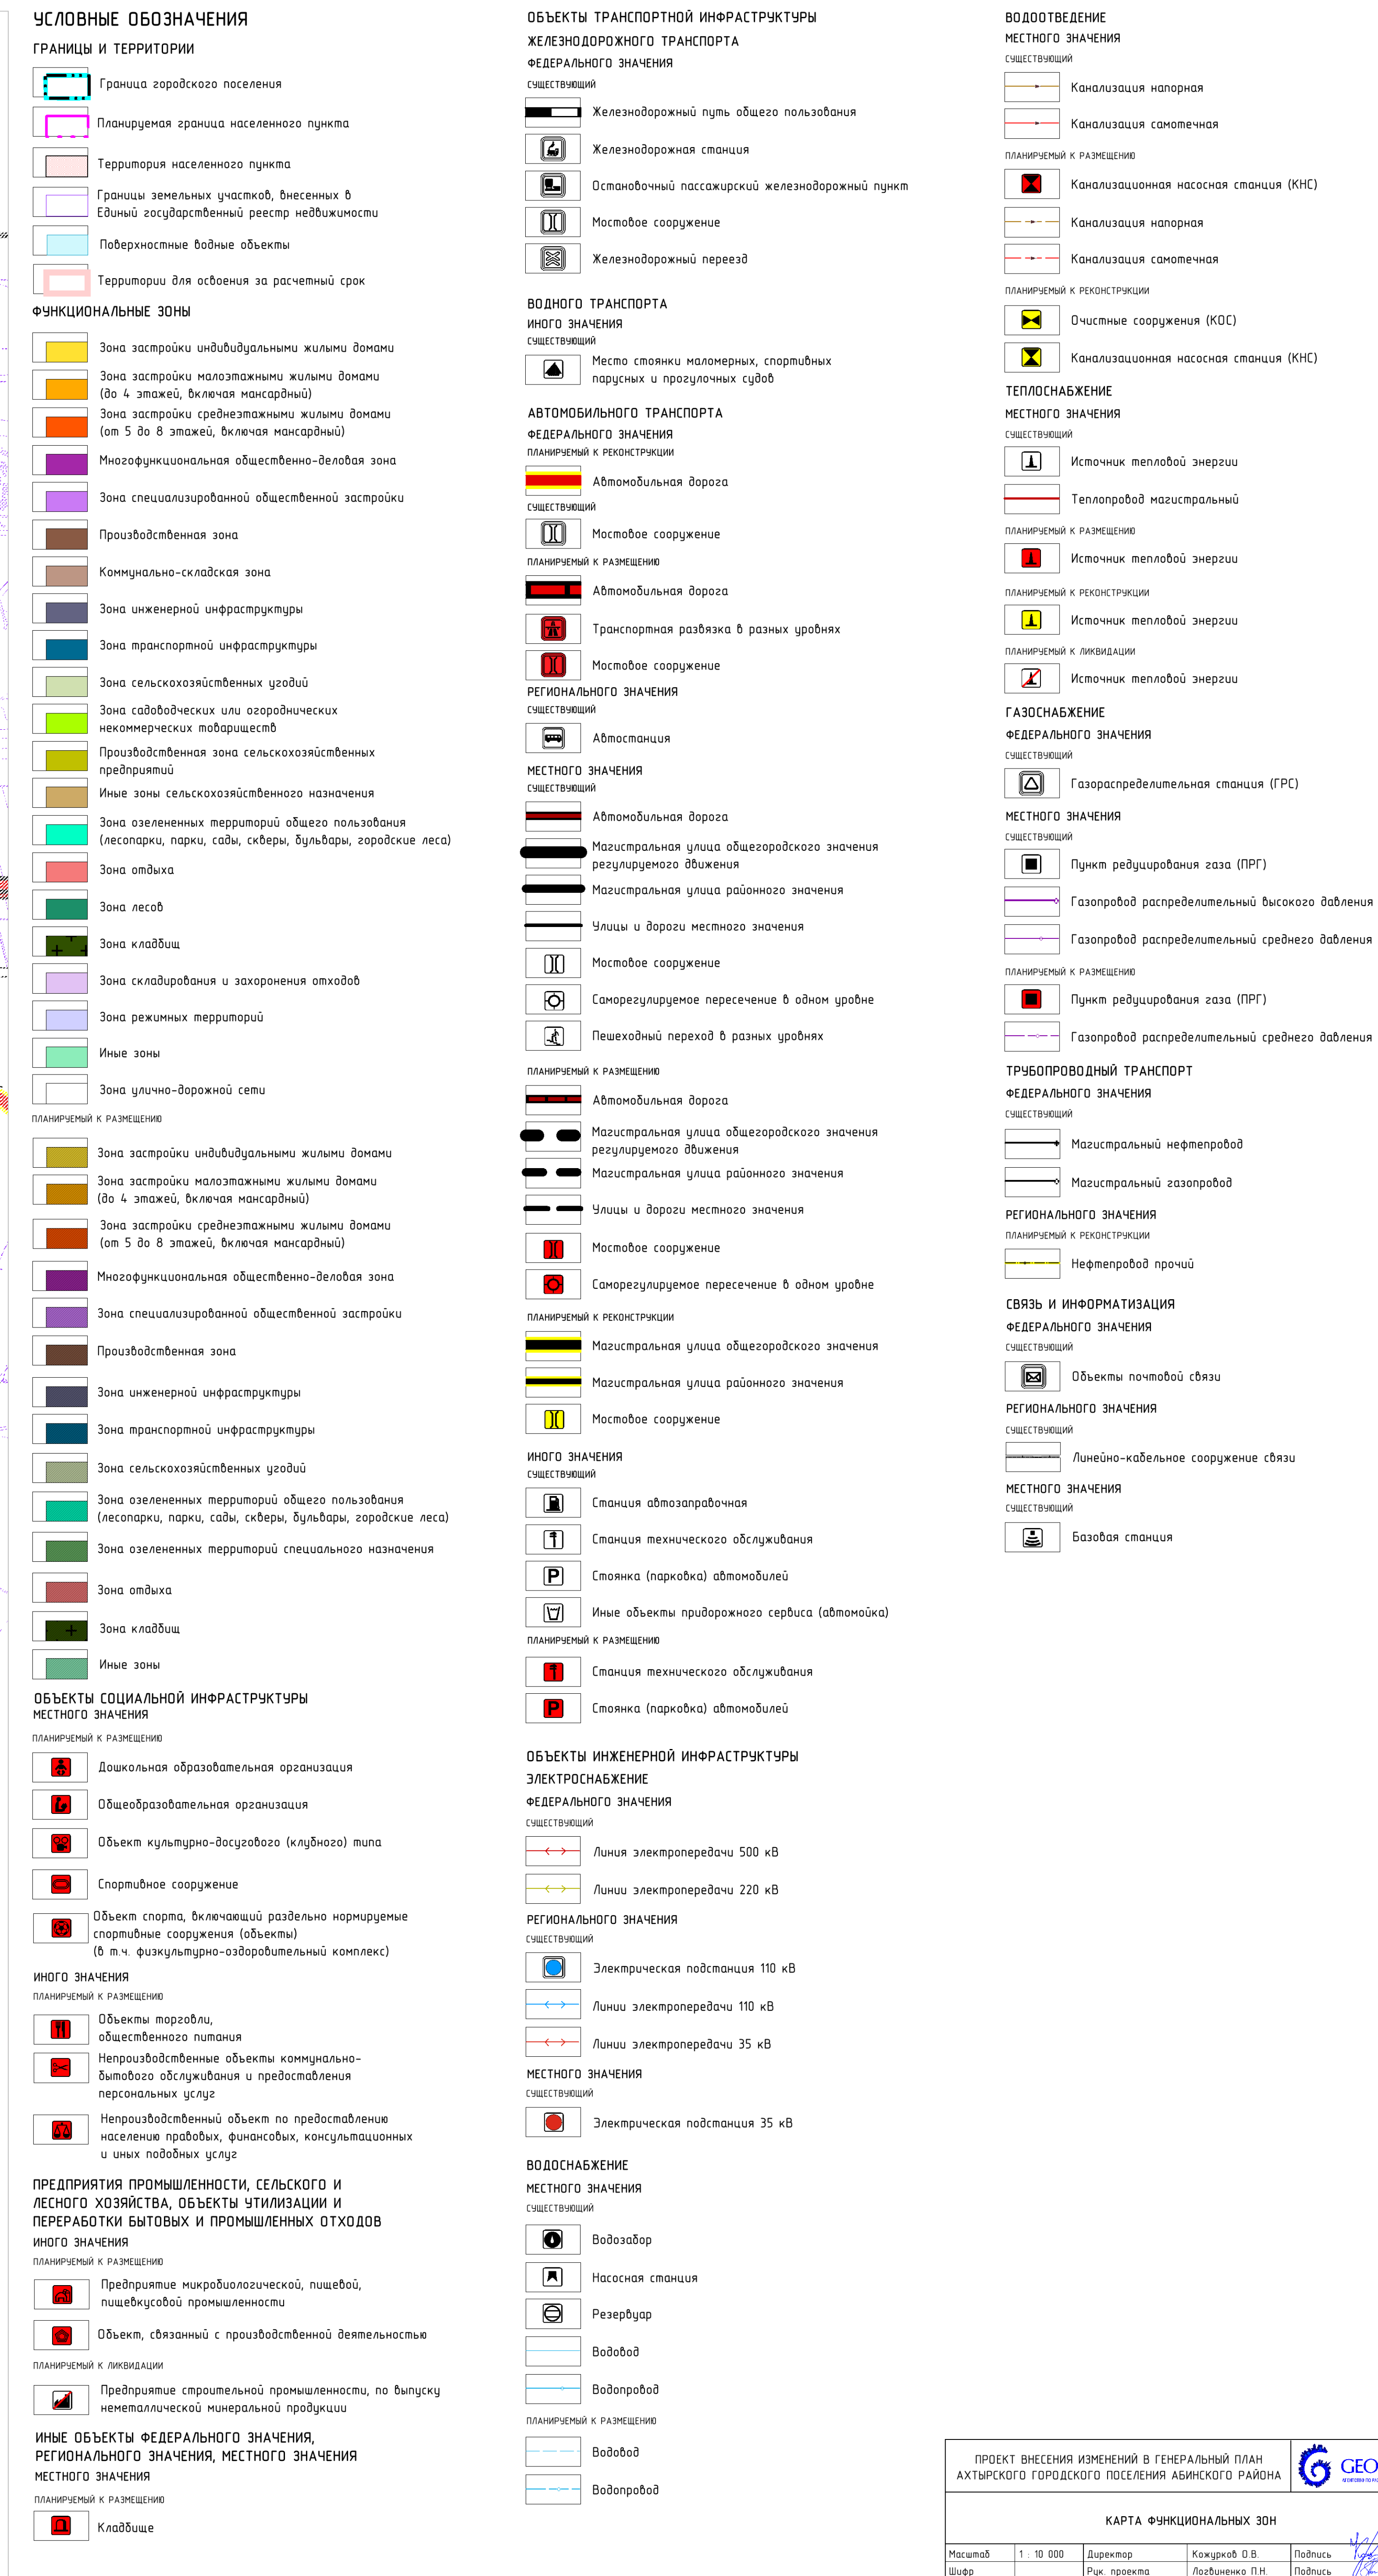 УСЛОВНЫЕ ОБОЗНАЧЕНИЯ
ГРАНИЦЫ И ТЕРРИТОРИИ
Граница городского поселения
Планируемая граница населенного пункта
Территория населенного пункта
Границы земельных участков, внесенных в
Единый государственный реестр недвижимости
Поверхностные водные объекты
Территории для освоения за расчетный срок
ФУНКЦИОНАЛЬНЫЕ ЗОНЫ
Зона застройки индивидуальными жилыми домами
Зона застройки малоэтажными жилыми домами
(до 4 этажей, включая мансардный)
Зона застройки среднеэтажными жилыми домами
(от 5 до 8 этажей, включая мансардный)
Многофункциональная общественно-деловая зона
Зона специализированной общественной застройки
Производственная зона
Коммунально-складская зона
Зона инженерной инфраструктуры
Зона транспортной инфраструктуры
Зона сельскохозяйственных угодий
Зона садоводческих или огороднических
некоммерческих товариществ
Производственная зона сельскохозяйственных
предприятий
Иные зоны сельскохозяйственного назначения
Зона озелененных территорий общего пользования
(лесопарки, парки, сады, скверы, бульвары, городские леса)
Зона отдыха
Зона лесов
Зона кладбищ
Зона складирования и захоронения отходов
Зона режимных территорий
Иные зоны
Зона улично-дорожной сети
ПЛАНИРУЕМЫЙ К РАЗМЕЩЕНИЮ
Зона застройки индивидуальными жилыми домами
Зона застройки малоэтажными жилыми домами
(до 4 этажей, включая мансардный)
Зона застройки среднеэтажными жилыми домами
(от 5 до 8 этажей, включая мансардный)
Многофункциональная общественно-деловая зона
Зона специализированной общественной застройки
Производственная зона
Зона инженерной инфраструктуры
Зона транспортной инфраструктуры
Зона сельскохозяйственных угодий
Зона озелененных территорий общего пользования
(лесопарки, парки, сады, скверы, бульвары, городские леса)
Зона озелененных территорий специального назначения
Зона отдыха
Зона кладбищ
Иные зоны
ОБЪЕКТЫ СОЦИАЛЬНОЙ ИНФРАСТРУКТУРЫ
МЕСТНОГО ЗНАЧЕНИЯ
ПЛАНИРУЕМЫЙ К РАЗМЕЩЕНИЮ
Дошкольная образовательная организация
Общеобразовательная организация
Объект культурно-досугового (клубного) типа
Спортивное сооружение
Объект спорта, включающий раздельно нормируемые
спортивные сооружения (объекты)
(в т.ч. физкультурно-оздоровительный комплекс)
ИНОГО ЗНАЧЕНИЯ
ПЛАНИРУЕМЫЙ К РАЗМЕЩЕНИЮ
Объекты торговли,
общественного питания
Непроизводственные объекты коммунально-
бытового обслуживания и предоставления
персональных услуг
Непроизводственный объект по предоставлению
населению правовых, финансовых, консультационных
и иных подобных услуг
ПРЕДПРИЯТИЯ ПРОМЫШЛЕННОСТИ, СЕЛЬСКОГО И
ЛЕСНОГО ХОЗЯЙСТВА, ОБЪЕКТЫ УТИЛИЗАЦИИ И
ПЕРЕРАБОТКИ БЫТОВЫХ И ПРОМЫШЛЕННЫХ ОТХОДОВ
ИНОГО ЗНАЧЕНИЯ
ПЛАНИРУЕМЫЙ К РАЗМЕЩЕНИЮ
Предприятие микробиологической, пищевой,
пищевкусовой промышленности
Объект, связанный с производственной деятельностью
ПЛАНИРУЕМЫЙ К ЛИКВИДАЦИИ
Предприятие строительной промышленности, по выпуску
неметаллической минеральной продукции
ИНЫЕ ОБЪЕКТЫ ФЕДЕРАЛЬНОГО ЗНАЧЕНИЯ,
РЕГИОНАЛЬНОГО ЗНАЧЕНИЯ, МЕСТНОГО ЗНАЧЕНИЯ
МЕСТНОГО ЗНАЧЕНИЯ
ПЛАНИРУЕМЫЙ К РАЗМЕЩЕНИЮ
Кладбище
ОБЪЕКТЫ ТРАНСПОРТНОЙ ИНФРАСТРУКТУРЫ
ЖЕЛЕЗНОДОРОЖНОГО ТРАНСПОРТА
ФЕДЕРАЛЬНОГО ЗНАЧЕНИЯ
СУЩЕСТВУЮЩИЙ
Железнодорожный путь общего пользования
Железнодорожная станция
Остановочный пассажирский железнодорожный пункт
Мостовое сооружение
Железнодорожный переезд
ВОДНОГО ТРАНСПОРТА
ИНОГО ЗНАЧЕНИЯ
СУЩЕСТВУЮЩИЙ
Место стоянки маломерных, спортивных
парусных и прогулочных судов
АВТОМОБИЛЬНОГО ТРАНСПОРТА
ФЕДЕРАЛЬНОГО ЗНАЧЕНИЯ
ПЛАНИРУЕМЫЙ К РЕКОНСТРУКЦИИ
Автомобильная дорога
СУЩЕСТВУЮЩИЙ
Мостовое сооружение
ПЛАНИРУЕМЫЙ К РАЗМЕЩЕНИЮ
Автомобильная дорога
Транспортная развязка в разных уровнях
Мостовое сооружение
РЕГИОНАЛЬНОГО ЗНАЧЕНИЯ
СУЩЕСТВУЮЩИЙ
Автостанция
МЕСТНОГО ЗНАЧЕНИЯ
СУЩЕСТВУЮЩИЙ
Автомобильная дорога
Магистральная улица общегородского значения
регулируемого движения
Магистральная улица районного значения
Улицы и дороги местного значения
Мостовое сооружение
Саморегулируемое пересечение в одном уровне
Пешеходный переход в разных уровнях
ПЛАНИРУЕМЫЙ К РАЗМЕЩЕНИЮ
Автомобильная дорога
Магистральная улица общегородского значения
регулируемого движения
Магистральная улица районного значения
Улицы и дороги местного значения
Мостовое сооружение
Саморегулируемое пересечение в одном уровне
ПЛАНИРУЕМЫЙ К РЕКОНСТРУКЦИИ
Магистральная улица общегородского значения
Магистральная улица районного значения
Мостовое сооружение
ИНОГО ЗНАЧЕНИЯ
СУЩЕСТВУЮЩИЙ
Станция автозаправочная
Станция технического обслуживания
P Стоянка (парковка) автомобилей
Иные объекты придорожного сервиса (автомойка)
ПЛАНИРУЕМЫЙ К РАЗМЕЩЕНИЮ
Станция технического обслуживания
P Стоянка (парковка) автомобилей
ОБЪЕКТЫ ИНЖЕНЕРНОЙ ИНФРАСТРУКТУРЫ
ЭЛЕКТРОСНАБЖЕНИЕ
ФЕДЕРАЛЬНОГО ЗНАЧЕНИЯ
СУЩЕСТВУЮЩИЙ
Линия электропередачи 500 кВ
Линии электропередачи 220 кВ
РЕГИОНАЛЬНОГО ЗНАЧЕНИЯ
СУЩЕСТВУЮЩИЙ
Электрическая подстанция 110 кВ
Линии электропередачи 110 кВ
Линии электропередачи 35 кВ
МЕСТНОГО ЗНАЧЕНИЯ
СУЩЕСТВУЮЩИЙ
Электрическая подстанция 35 кВ
ВОДОСНАБЖЕНИЕ
МЕСТНОГО ЗНАЧЕНИЯ
СУЩЕСТВУЮЩИЙ
Водозабор
Насосная станция
Резервуар
Водовод
Водопровод
ПЛАНИРУЕМЫЙ К РАЗМЕЩЕНИЮ
Водовод
Водопровод
ВОДООТВЕДЕНИЕ
МЕСТНОГО ЗНАЧЕНИЯ
СУЩЕСТВУЮЩИЙ
Канализация напорная
Канализация самотечная
ПЛАНИРУЕМЫЙ К РАЗМЕЩЕНИЮ
Канализационная насосная станция (КНС)
Канализация напорная
Канализация самотечная
ПЛАНИРУЕМЫЙ К РЕКОНСТРУКЦИИ
Очистные сооружения (КОС)
Канализационная насосная станция (КНС)
ТЕПЛОСНАБЖЕНИЕ
МЕСТНОГО ЗНАЧЕНИЯ
СУЩЕСТВУЮЩИЙ
Источник тепловой энергии
Теплопровод магистральный
ПЛАНИРУЕМЫЙ К РАЗМЕЩЕНИЮ
Источник тепловой энергии
ПЛАНИРУЕМЫЙ К РЕКОНСТРУКЦИИ
Источник тепловой энергии
ПЛАНИРУЕМЫЙ К ЛИКВИДАЦИИ
Источник тепловой энергии
ГАЗОСНАБЖЕНИЕ
ФЕДЕРАЛЬНОГО ЗНАЧЕНИЯ
СУЩЕСТВУЮЩИЙ
Газораспределительная станция (ГРС)
МЕСТНОГО ЗНАЧЕНИЯ
СУЩЕСТВУЮЩИЙ
Пункт редуцирования газа (ПРГ)
Газопровод распределительный высокого давления
Газопровод распределительный среднего давления
ПЛАНИРУЕМЫЙ К РАЗМЕЩЕНИЮ
Пункт редуцирования газа (ПРГ)
Газопровод распределительный среднего давления
ТРУБОПРОВОДНЫЙ ТРАНСПОРТ
ФЕДЕРАЛЬНОГО ЗНАЧЕНИЯ
СУЩЕСТВУЮЩИЙ
Магистральный нефтепровод
Магистральный газопровод
РЕГИОНАЛЬНОГО ЗНАЧЕНИЯ
ПЛАНИРУЕМЫЙ К РЕКОНСТРУКЦИИ
Нефтепровод прочий
СВЯЗЬ И ИНФОРМАТИЗАЦИЯ
ФЕДЕРАЛЬНОГО ЗНАЧЕНИЯ
СУЩЕСТВУЮЩИЙ
Объекты почтовой связи
РЕГИОНАЛЬНОГО ЗНАЧЕНИЯ
СУЩЕСТВУЮЩИЙ
Линейно-кабельное сооружение связи
МЕСТНОГО ЗНАЧЕНИЯ
СУЩЕСТВУЮЩИЙ
Базовая станция
ПРОЕКТ ВНЕСЕНИЯ ИЗМЕНЕНИЙ В ГЕНЕРАЛЬНЫЙ ПЛАН
АХТЫРСКОГО ГОРОДСКОГО ПОСЕЛЕНИЯ АБИНСКОГО РАЙОНА
GEO
КАРТА ФУНКЦИОНАЛЬНЫХ ЗОН
Масштаб 1 : 10 000 Директор Кожурков О.В. Подпись
Шифр Рук. проекта Логвиненко П.Н. Подпись